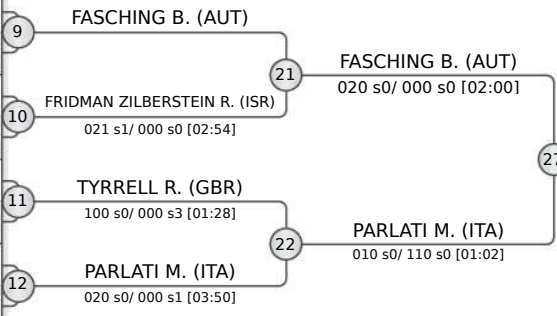 9
FASCHING B. (AUT)
21
FASCHING B. (AUT)
020 s0/ 000 s0 [02:00]
10
FRIDMAN ZILBERSTEIN R. (ISR)
021 s1/ 000 s0 [02:54]
27
11
TYRRELL R. (GBR)
100 s0/ 000 s3 [01:28]
22
PARLATI M. (ITA)
010 s0/ 110 s0 [01:02]
12
PARLATI M. (ITA)
020 s0/ 000 s1 [03:50]